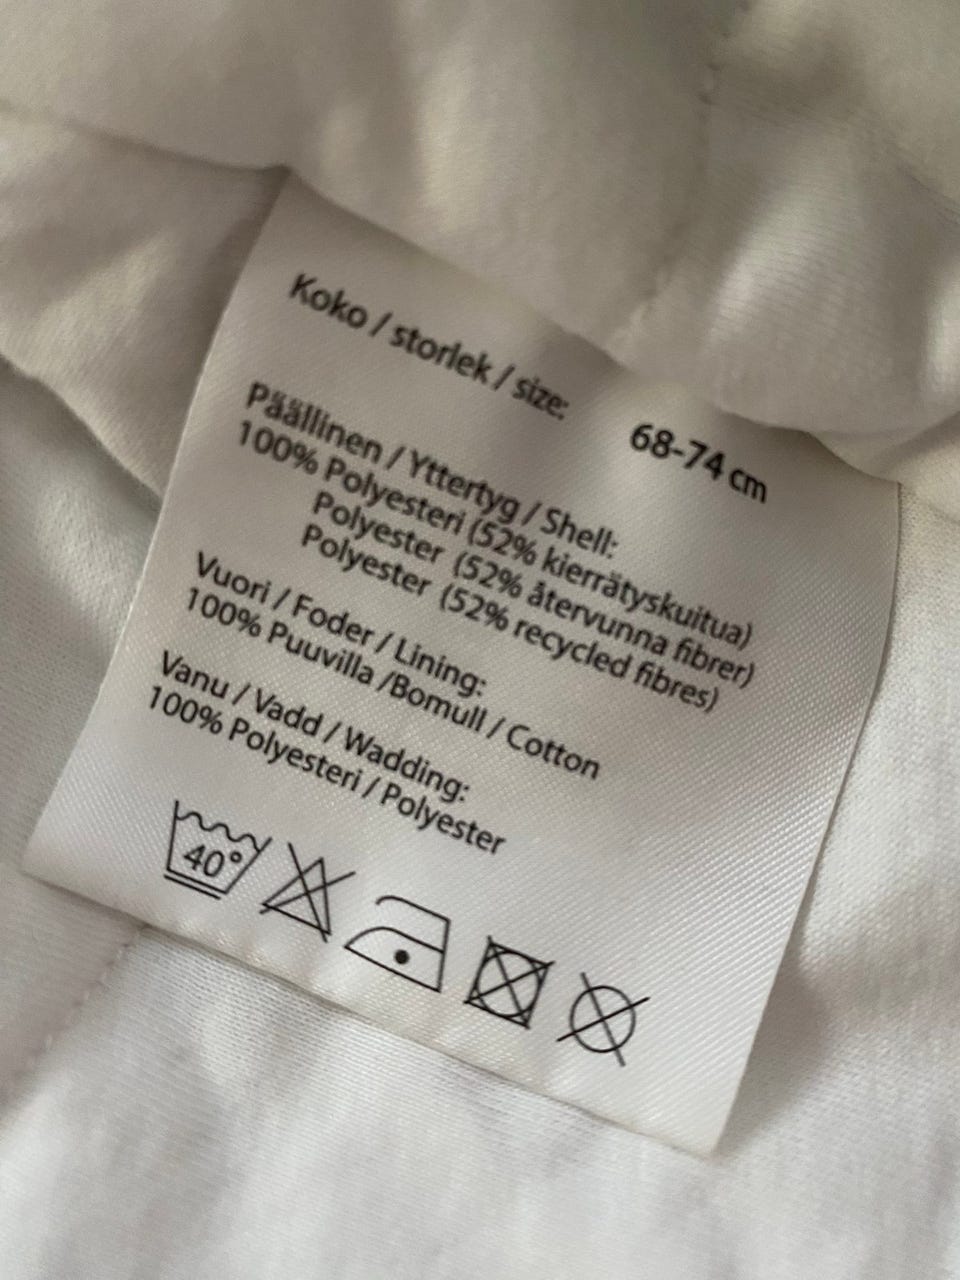 Koko / storlek / size: 68-74 cm
Päällinen / Yttertyg / Shell:
100% Polyesteri (52% kierrätyskuitua)
Polyester (52% återvunna fibrer)
Polyester (52% recycled fibres)
Vuori / Foder / Lining:
100% Puuvilla /Bomull / Cotton
Vanu / Vadd / Wadding:
100% Polyesteri / Polyester
40°